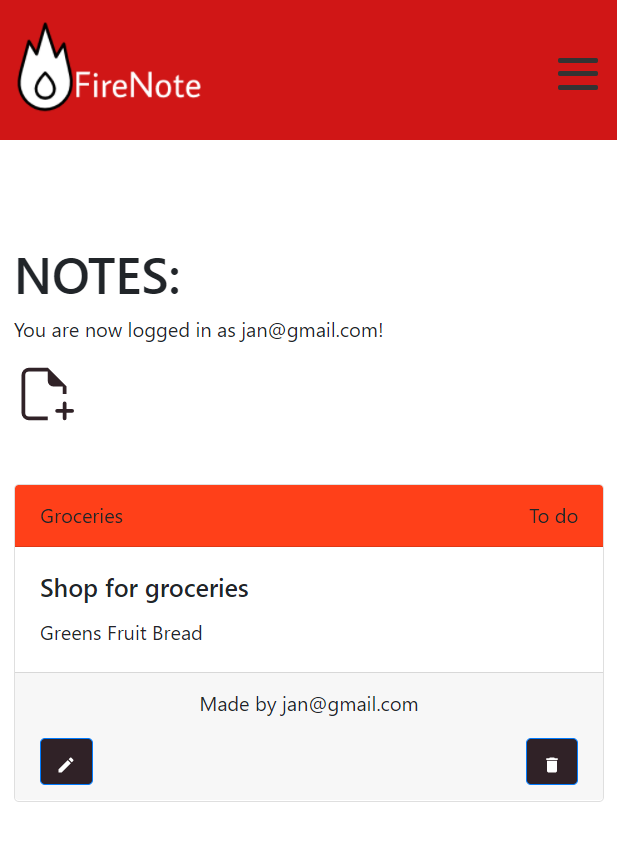 FireNote
NOTES:
You are now logged in as jan@gmail.com!
Groceries To do
Shop for groceries
Greens Fruit Bread
Made by jan@gmail.com